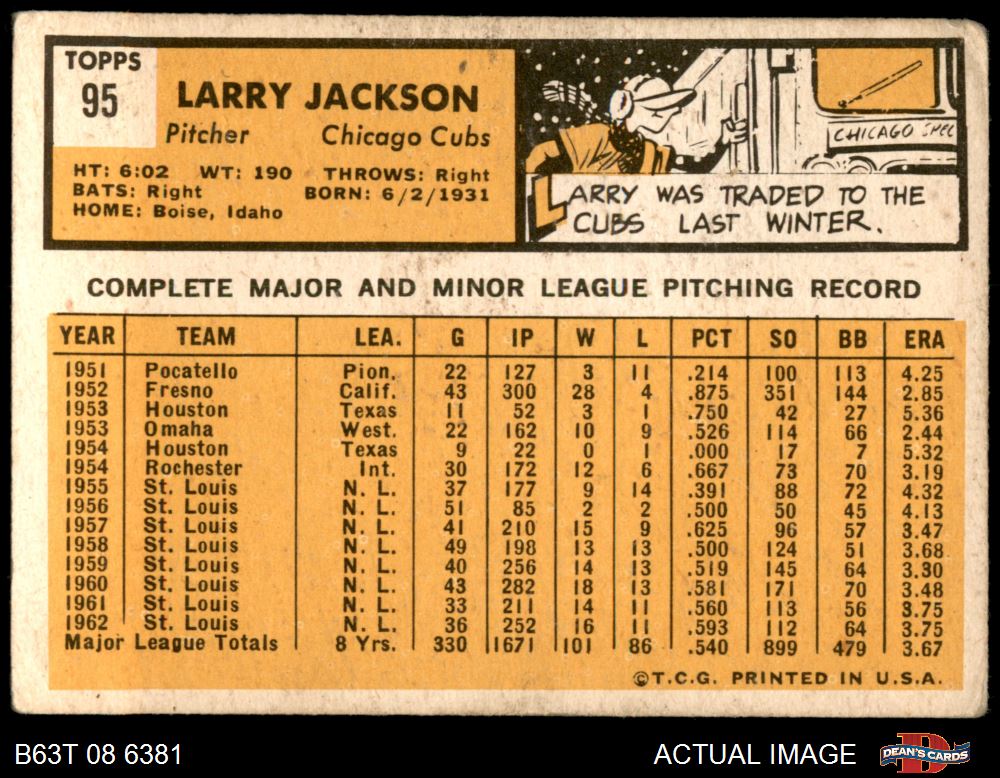 TOPPS
95
LARRY JACKSON
Pitcher Chicago Cubs
HT: 6:02 WT: 190 THROWS: Right
BATS: Right BORN: 6/2/1931
HOME: Boise, Idaho
CHICAGO SPEC
LARRY WAS TRADED TO THE
CUBS LAST WINTER.
COMPLETE MAJOR AND MINOR LEAGUE PITCHING RECORD
YEAR TEAM LEA. G IP W L PCT SO BB ERA
1951 Pocatello Pion. 22 127 3 11 .214 100 113 4.25
1952 Fresno Calif. 43 300 28 4 .875 351 144 2.85
1953 Houston Texas 11 52 3 1 .750 42 27 5.36
1953 Omaha West. 22 162 10 9 .526 114 66 2.44
1954 Houston Texas 9 22 0 1 .000 17 7 5.32
1954 Rochester Int. 30 172 12 6 .667 73 70 3.19
1955 St. Louis N. L. 37 177 9 14 .391 88 72 4.32
1956 St. Louis N. L. 51 85 2 2 .500 50 45 4.13
1957 St. Louis N. L. 41 210 15 9 .625 96 57 3.47
1958 St. Louis N. L. 49 198 13 13 .500 124 51 3.68
1959 St. Louis N. L. 40 256 14 13 .519 145 64 3.30
1960 St. Louis N. L. 43 282 18 13 .581 171 70 3.48
1961 St. Louis N. L. 33 211 14 11 .560 113 56 3.75
1962 St. Louis N. L. 36 252 16 11 .593 112 64 3.75
Major League Totals 8 Yrs. 330 1671 101 86 .540 899 479 3.67
©T.C.G. PRINTED IN U.S.A.
B63T 08 6381 ACTUAL IMAGE DEAN'S CARDS